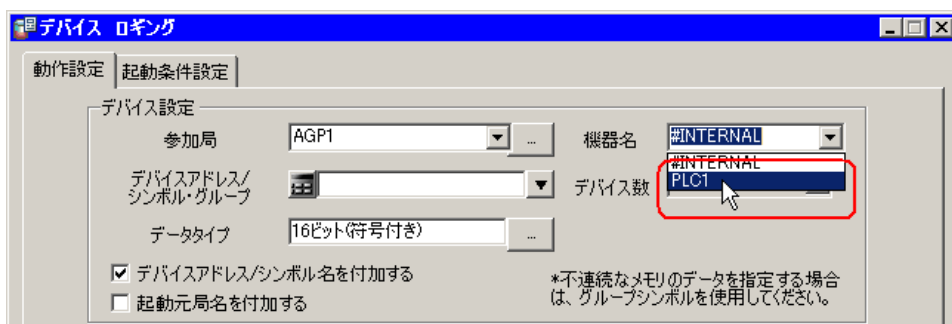 デバイス ロギング
動作設定 起動条件設定
デバイス設定
参加局 AGP1 ... 機器名 #INTERNAL
#INTERNAL
PLC1
デバイスアドレス/
シンボル・グループ
デバイス数
データタイプ 16ビット(符号付き) ...
デバイスアドレス/シンボル名を付加する
起動元局名を付加する
*不連続なメモリのデータを指定する場合
は、グループシンボルを使用してください。